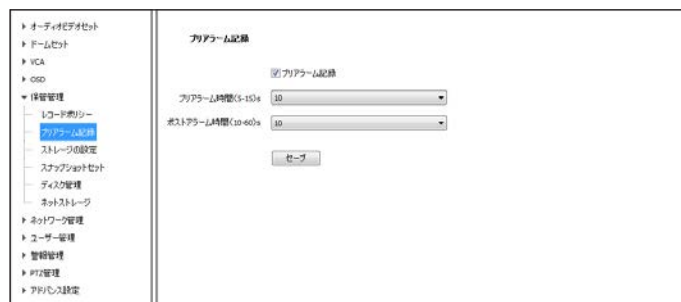 オーディオビデオセット
ドームセット
VCA
OSD
保管管理
レコードポリシー
プリアラーム記録
ストレージの設定
スナップショットセット
ディスク管理
ネットストレージ
ネットワーク管理
ユーザー管理
警報管理
PTZ管理
アドバンス設定
プリアラーム記録
プリアラーム記録
プリアラーム時間(5-15)s 10
ポストアラーム時間(10-60)s 10
セーブ